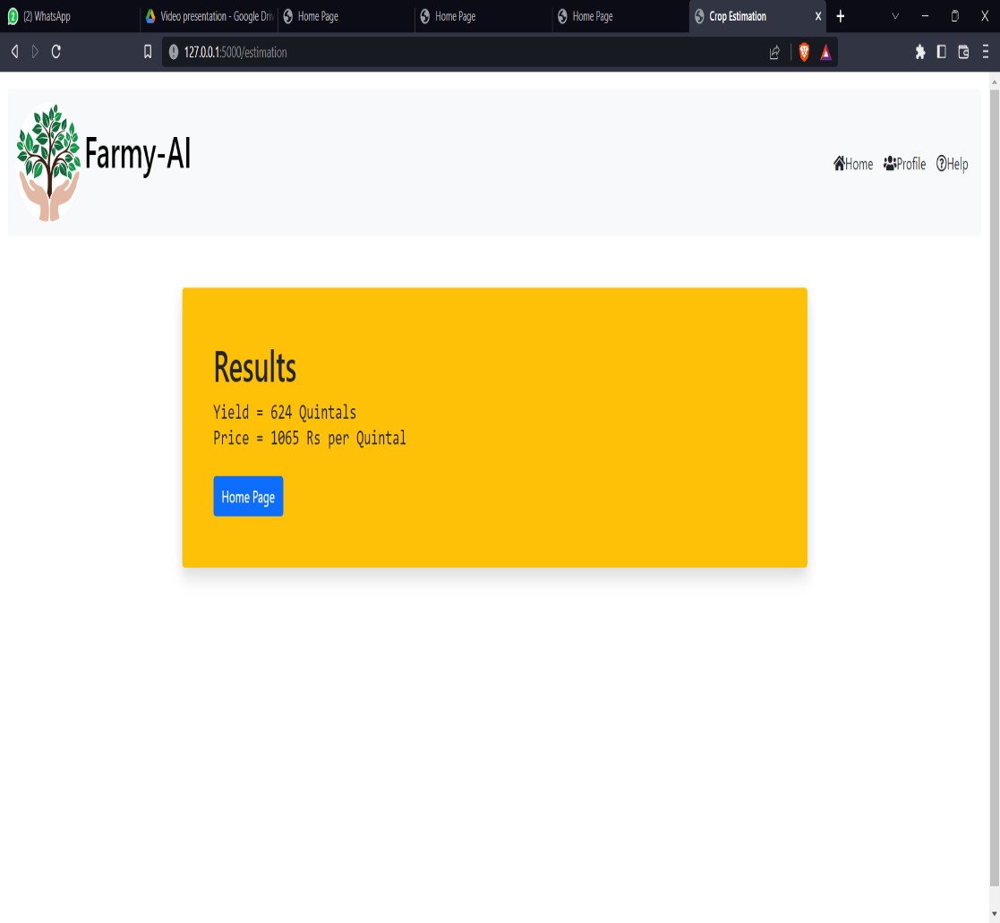 (2) WhatsApp
Video presentation - Google Driv
Home Page
Home Page
Home Page
Crop Estimation
127.0.0.1:5000/estimation
Farmy-AI
Home Profile Help
Results
Yield = 624 Quintals
Price = 1065 Rs per Quintal
Home Page